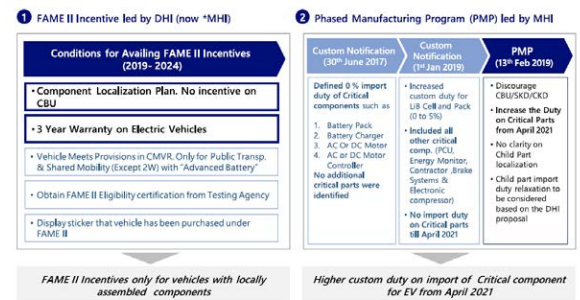 1 FAME II Incentive led by DHI (now *MHI)
Conditions for Availing FAME II Incentives
(2019- 2024)
• Component Localization Plan. No incentive on
CBU
• 3 Year Warranty on Electric Vehicles
• Vehicle Meets Provisions in CMVR. Only for Public Transp.
& Shared Mobility (Except 2W) with "Advanced Battery"
• Obtain FAME II Eligibility certification from Testing Agency
• Display sticker that vehicle has been purchased under
FAME II
FAME II Incentives only for vehicles with locally
assembled components
2 Phased Manufacturing Program (PMP) led by MHI
Custom Notification
(30th June 2017)
Defined 0 % import
duty of Critical
components such as
1. Battery Pack
2. Battery Charger
3. AC Or DC Motor
4. AC or DC Motor
Controller
No additional
critical parts were
identified
Custom
Notification
(1st Jan 2019)
• Increased
custom duty for
LiB Cell and Pack
(0 to 5%)
• Included all
other critical
comp. (PCU,
Energy Monitor,
Contractor ,Brake
Systems &
Electronic
compressor)
• No import duty
on Critical parts
till April 2021
PMP
(13th Feb 2019)
• Discourage
CBU/SKD/CKD
• Increase the Duty
on Critical Parts
from April 2021
• No clarity on
Child Part
localization
• Child part import
duty relaxation to
be considered
based on the DHI
proposal
Higher custom duty on import of Critical component
for EV from April 2021